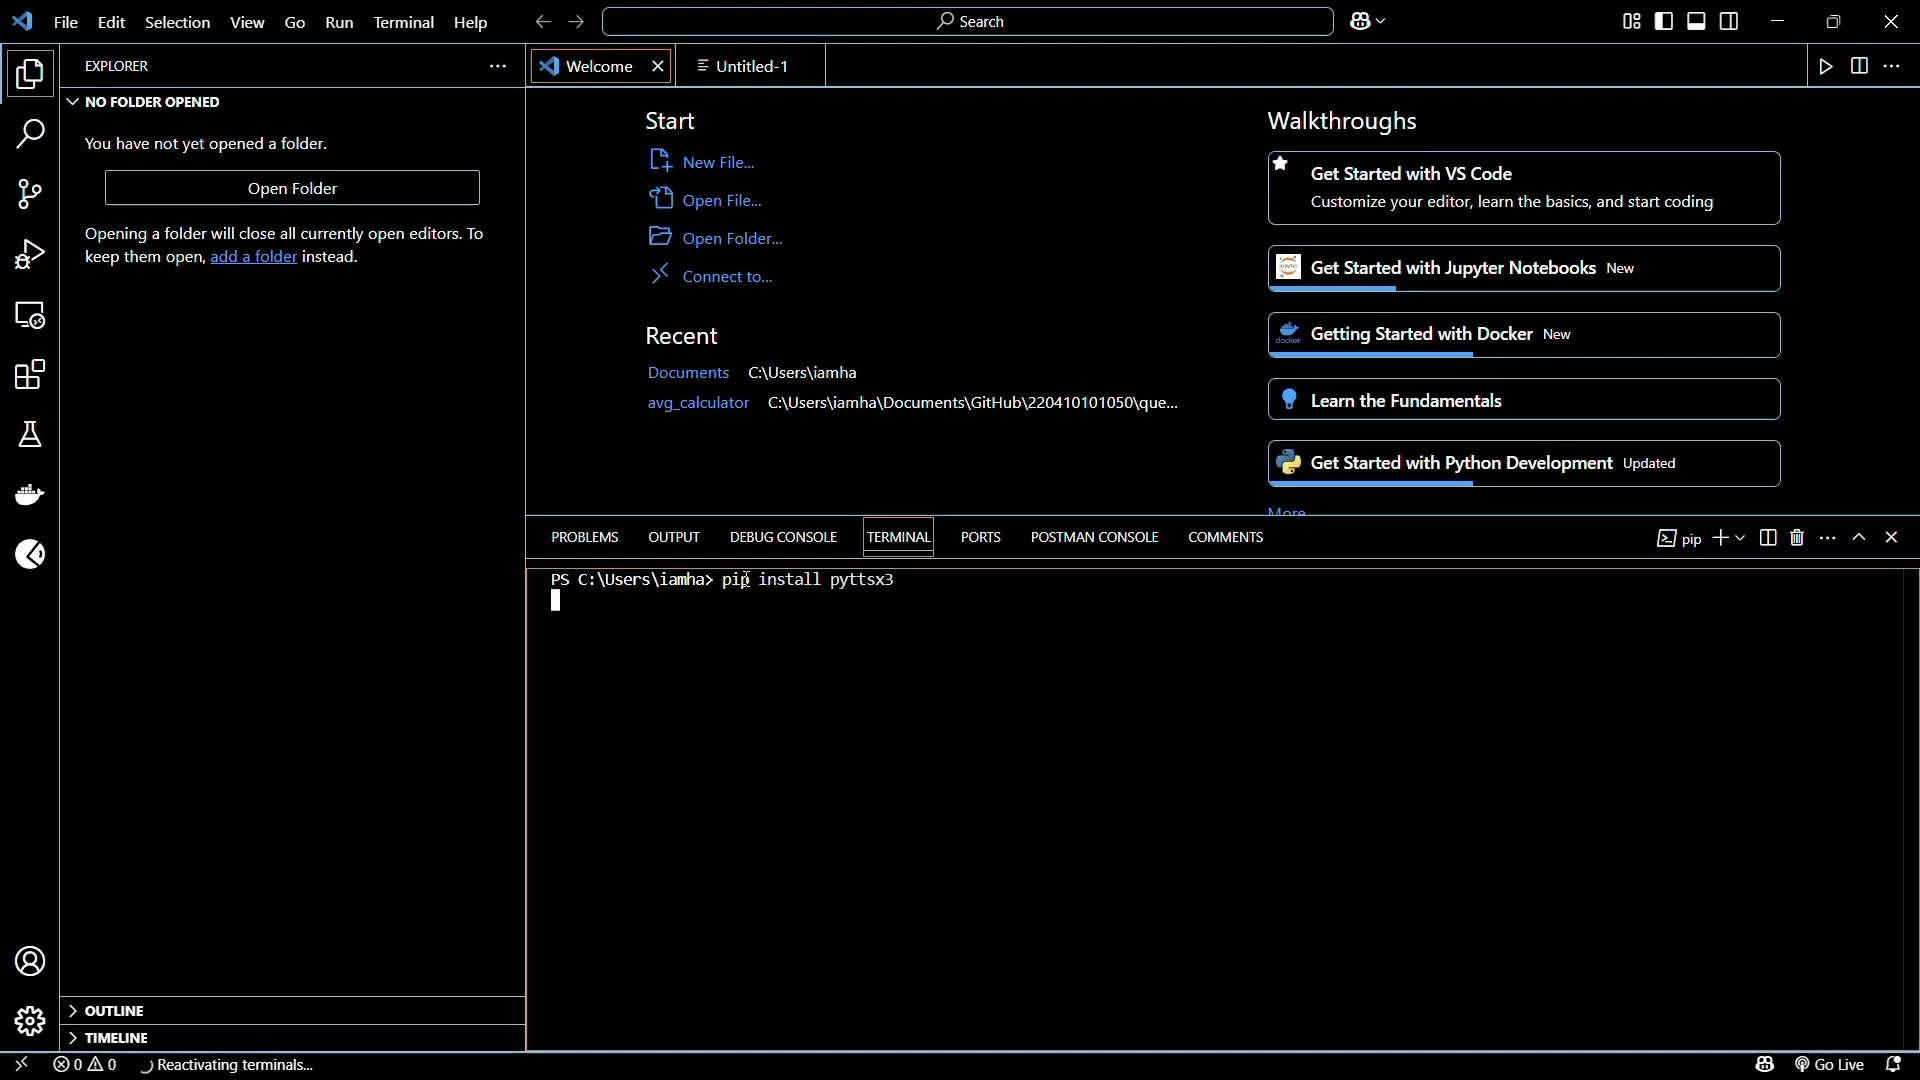 File Edit Selection View Go Run Terminal Help
Search
EXPLORER
NO FOLDER OPENED
You have not yet opened a folder.
Open Folder
Opening a folder will close all currently open editors. To
keep them open, add a folder instead.
OUTLINE
TIMELINE
Welcome
Untitled-1
Start
New File...
Open File...
Open Folder...
Connect to...
Recent
Documents C:\Users\iamha
avg_calculator C:\Users\iamha\Documents\GitHub\220410101050\que...
Walkthroughs
Get Started with VS Code
Customize your editor, learn the basics, and start coding
Get Started with Jupyter Notebooks New
Getting Started with Docker New
Learn the Fundamentals
Get Started with Python Development Updated
More...
PROBLEMS OUTPUT DEBUG CONSOLE TERMINAL PORTS POSTMAN CONSOLE COMMENTS
pip
PS C:\Users\iamha> pip install pyttsx3
0 0 Reactivating terminals...
Go Live